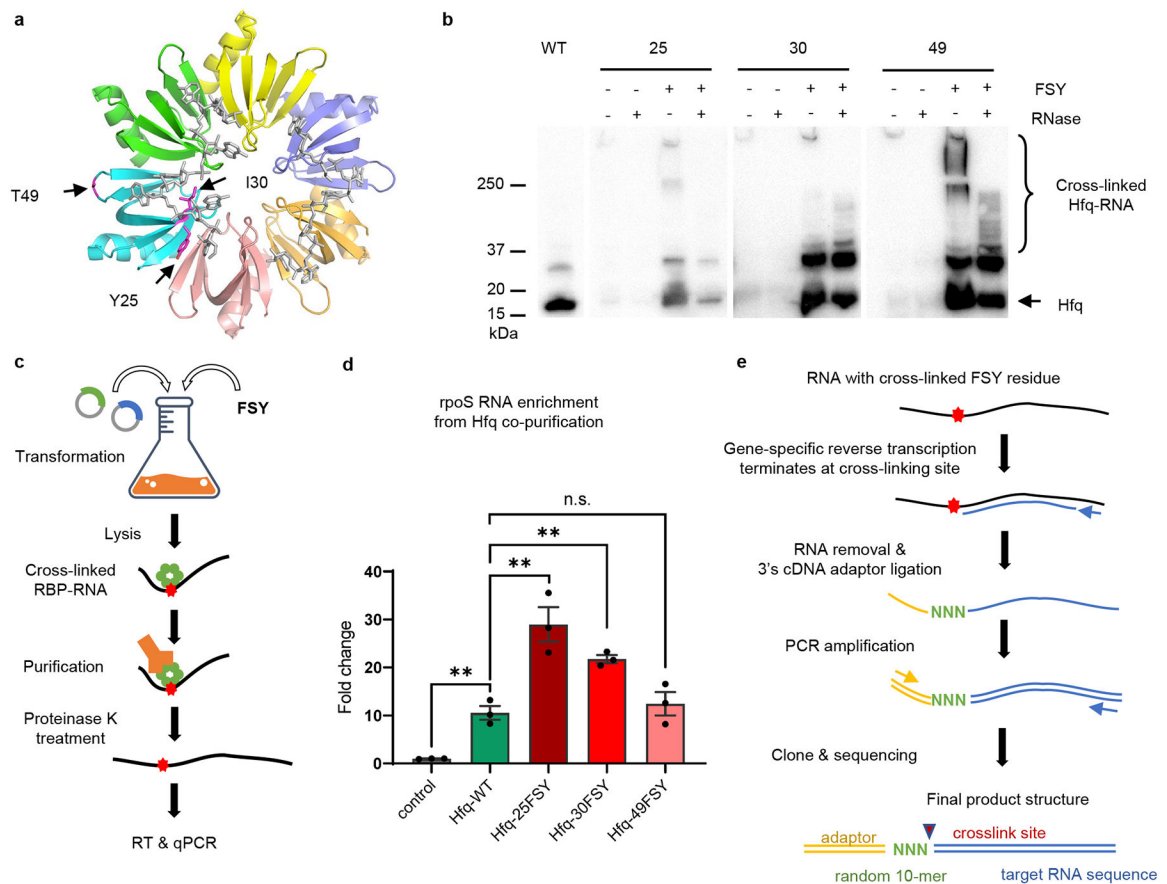 a
T49
I30
Y25
b
WT 25 30 49
- - + + - - + + - - + + FSY
- + - + - + - + - + - + RNase
250
37
20
15
kDa
Cross-linked
Hfq-RNA
Hfq
c
FSY
Transformation
Lysis
Cross-linked
RBP-RNA
Purification
Proteinase K
treatment
RT & qPCR
d
rpoS RNA enrichment
from Hfq co-purification
n.s.
**
**
**
Fold change
40
30
20
10
0
control
Hfq-WT
Hfq-25FSY
Hfq-30FSY
Hfq-49FSY
e
RNA with cross-linked FSY residue
Gene-specific reverse transcription
terminates at cross-linking site
RNA removal &
3's cDNA adaptor ligation
NNN
PCR amplification
NNN
Clone & sequencing
Final product structure
adaptor crosslink site
NNN
random 10-mer target RNA sequence